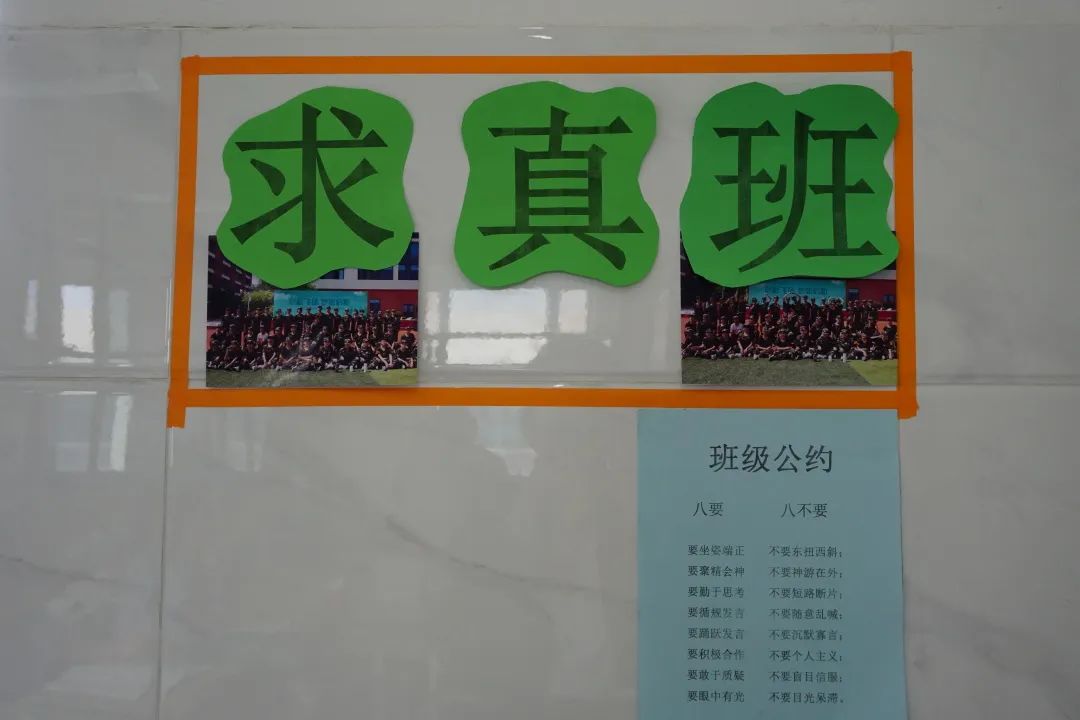 求真班
班级公约
八要 八不要
要坐姿端正 不要东扭西斜;
要聚精会神 不要神游在外;
要勤于思考 不要短路断片;
要循规发言 不要随意乱喊;
要踊跃发言 不要沉默寡言;
要积极合作 不要个人主义;
要敢于质疑 不要盲目信服;
要眼中有光 不要目光呆滞。